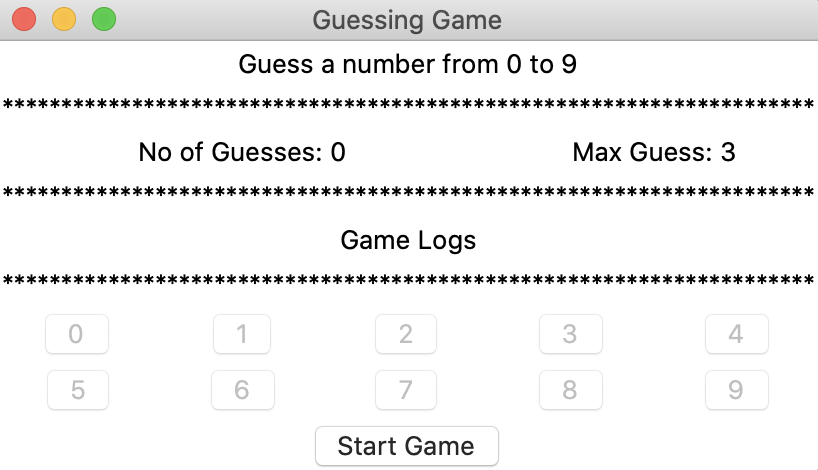 Guessing Game
Guess a number from 0 to 9
*********************************************************************
No of Guesses: 0 Max Guess: 3
*********************************************************************
Game Logs
*********************************************************************
0 1 2 3 4
5 6 7 8 9
Start Game